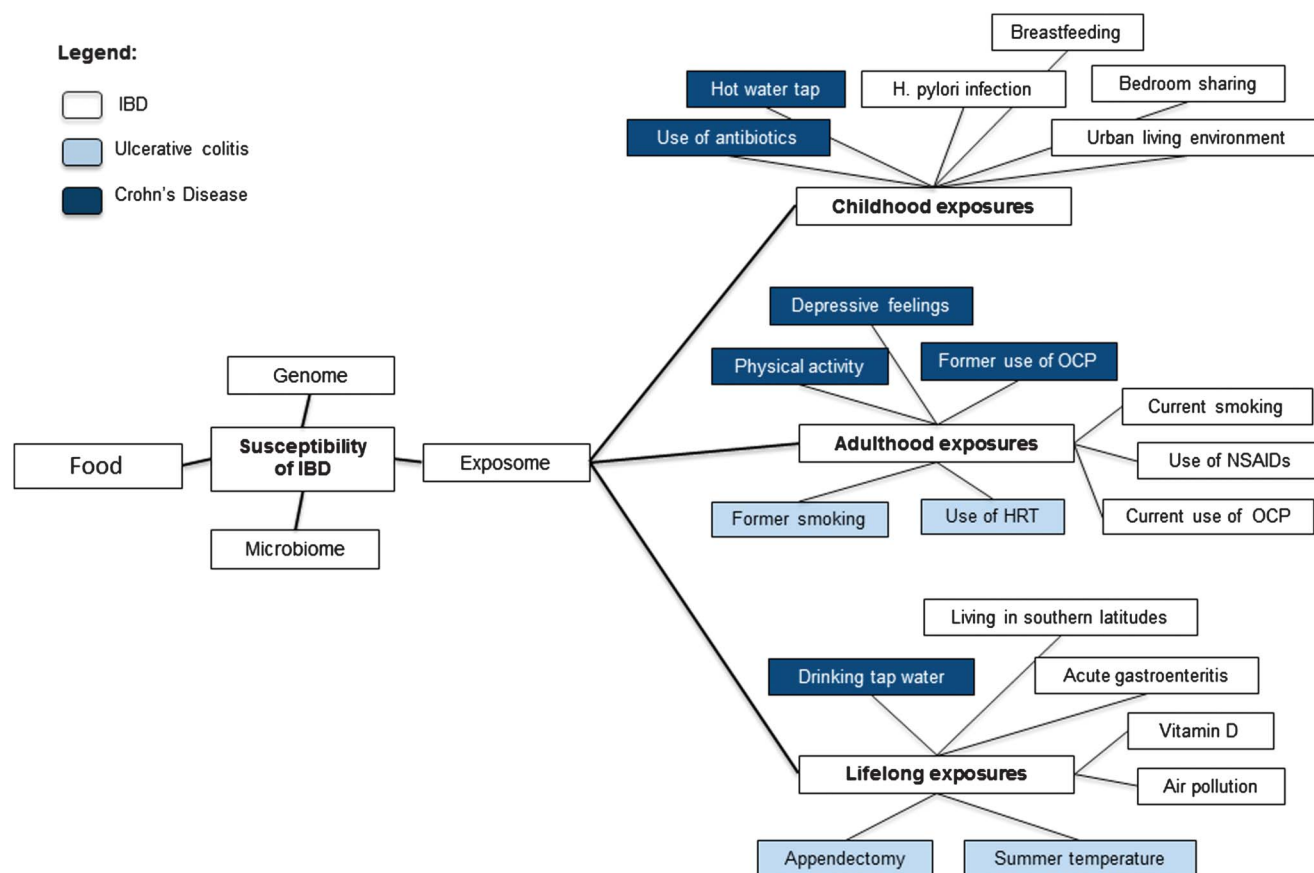 Legend:
IBD
Ulcerative colitis
Crohn's Disease
Breastfeeding
Hot water tap
H. pylori infection
Bedroom sharing
Use of antibiotics
Urban living environment
Childhood exposures
Depressive feelings
Physical activity
Former use of OCP
Genome
Current smoking
Food
Susceptibility
of IBD
Exposome
Adulthood exposures
Use of NSAIDs
Microbiome
Former smoking
Use of HRT
Current use of OCP
Living in southern latitudes
Drinking tap water
Acute gastroenteritis
Vitamin D
Lifelong exposures
Air pollution
Appendectomy
Summer temperature